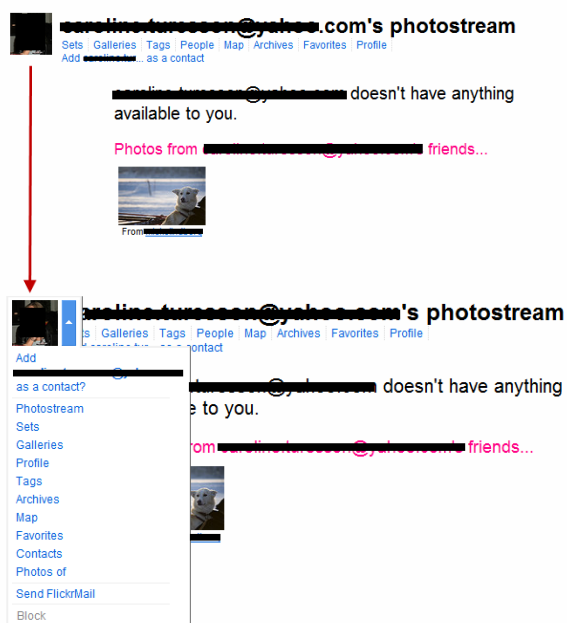 .com's photostream
Sets Galleries Tags People Map Archives Favorites Profile
Add ... as a contact
doesn't have anything
available to you.
Photos from friends...
From
's photostream
Galleries Tags People Map Archives Favorites Profile
Add
as a contact?
Photostream
Sets
Galleries
Profile
Tags
Archives
Map
Favorites
Contacts
Photos of
Send FlickrMail
Block
contact
doesn't have anything
to you.
friends...